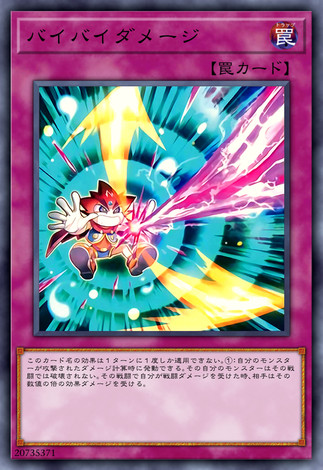 バイバイダメージ
トラップ
罠
【罠カード】
このカード名の効果は１ターンに１度しか適用できない。①：自分のモンスタ
ーが攻撃されたダメージ計算時に発動できる。その自分のモンスターはその戦
闘では破壊されない。その戦闘で自分が戦闘ダメージを受けた時、相手はその
数値の倍の効果ダメージを受ける。
20735371